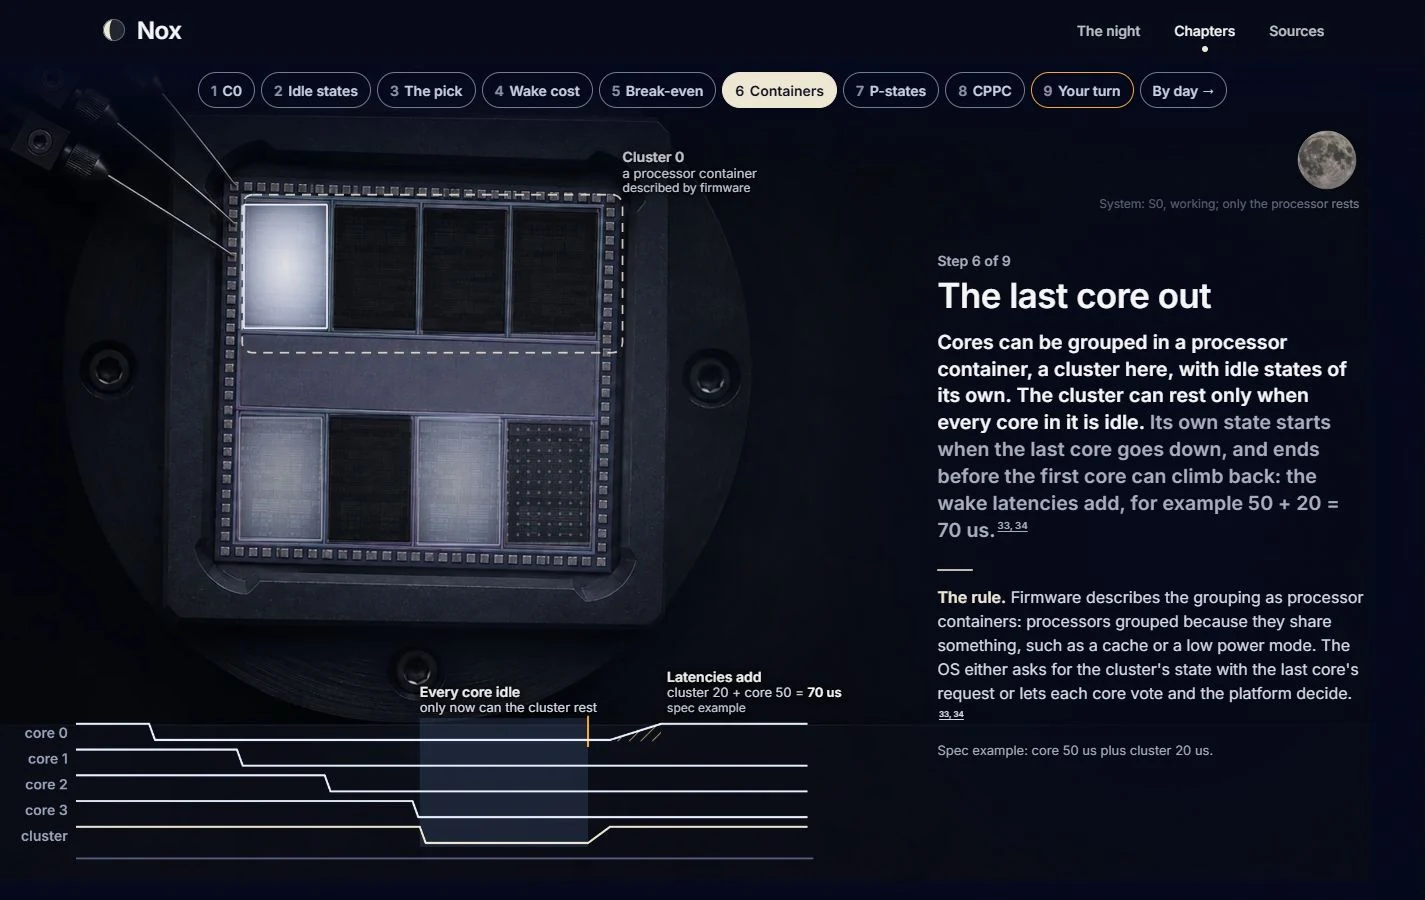 Nox
The night
Chapters
Sources
1 C0
2 Idle states
3 The pick
4 Wake cost
5 Break-even
6 Containers
7 P-states
8 CPPC
9 Your turn
By day →
Cluster 0
a processor container
described by firmware
System: S0, working; only the processor rests
Step 6 of 9
The last core out
Cores can be grouped in a processor
container, a cluster here, with idle states of
its own. The cluster can rest only when
every core in it is idle. Its own state starts
when the last core goes down, and ends
before the first core can climb back: the
wake latencies add, for example 50 + 20 =
70 us. 33, 34
The rule. Firmware describes the grouping as processor
containers: processors grouped because they share
something, such as a cache or a low power mode. The
OS either asks for the cluster's state with the last core's
request or lets each core vote and the platform decide.
33, 34
Spec example: core 50 us plus cluster 20 us.
Every core idle
only now can the cluster rest
Latencies add
cluster 20 + core 50 = 70 us
spec example
core 0
core 1
core 2
core 3
cluster